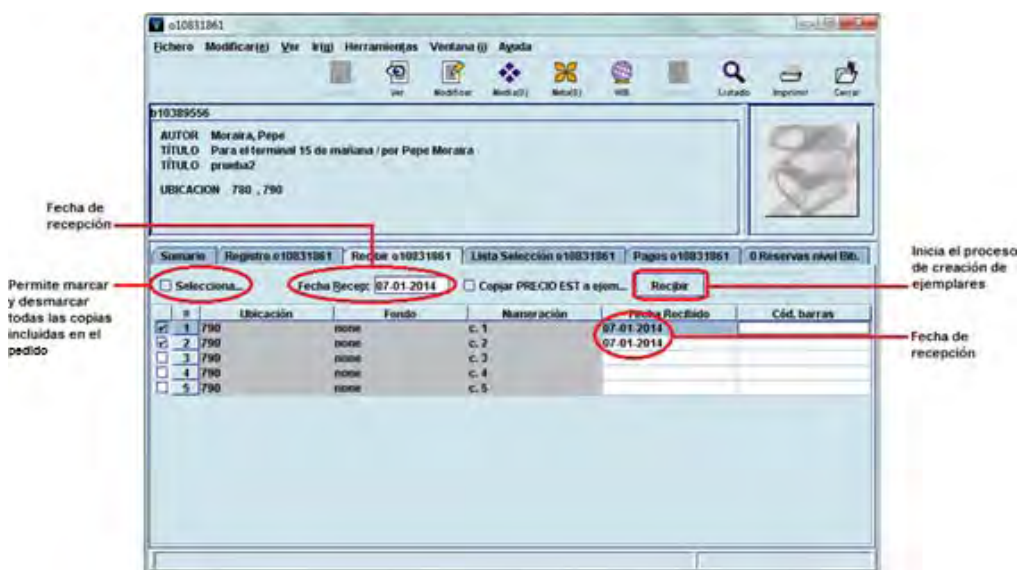 o10831861
Fichero Modificar(e) Ver Ir(g) Herramientas Ventana (i) Ayuda
Ver Modificar Media(0) Nota(0) WEB Listado Imprimir Cerrar
b10389556
AUTOR Moraira, Pepe
TÍTULO Para el terminal 15 de mañana / por Pepe Moraira
TÍTULO prueba2
UBICACION 780 , 790
Fecha de
recepción
Sumario Registro o10831861 Recibir o10831861 Lista Selección o10831861 Pagos o10831861 0 Reservas nivel Bib.
Permite marcar
y desmarcar
todas las copias
incluidas en el
pedido
Selecciona... Fecha Recep: 07-01-2014 Copiar PRECIO EST a ejem... Recibir
Inicia el proceso
de creación de
ejemplares
# Ubicación Fondo Numeración Fecha Recibido Cód. barras
1 790 none c. 1 07-01-2014
2 790 none c. 2 07-01-2014
3 790 none c. 3
4 790 none c. 4
5 790 none c. 5
Fecha de
recepción